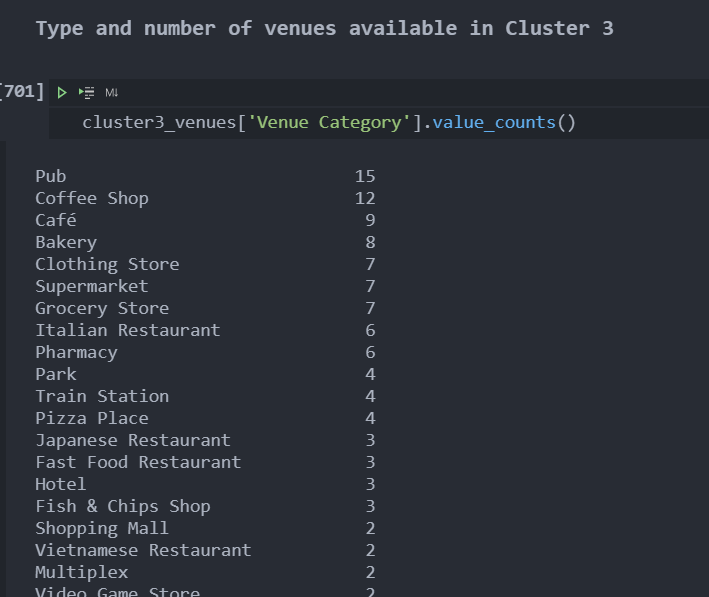 Type and number of venues available in Cluster 3
[701]
M↓
cluster3_venues['Venue Category'].value_counts()
Pub 15
Coffee Shop 12
Café 9
Bakery 8
Clothing Store 7
Supermarket 7
Grocery Store 7
Italian Restaurant 6
Pharmacy 6
Park 4
Train Station 4
Pizza Place 4
Japanese Restaurant 3
Fast Food Restaurant 3
Hotel 3
Fish & Chips Shop 3
Shopping Mall 2
Vietnamese Restaurant 2
Multiplex 2
Video Game Store 2